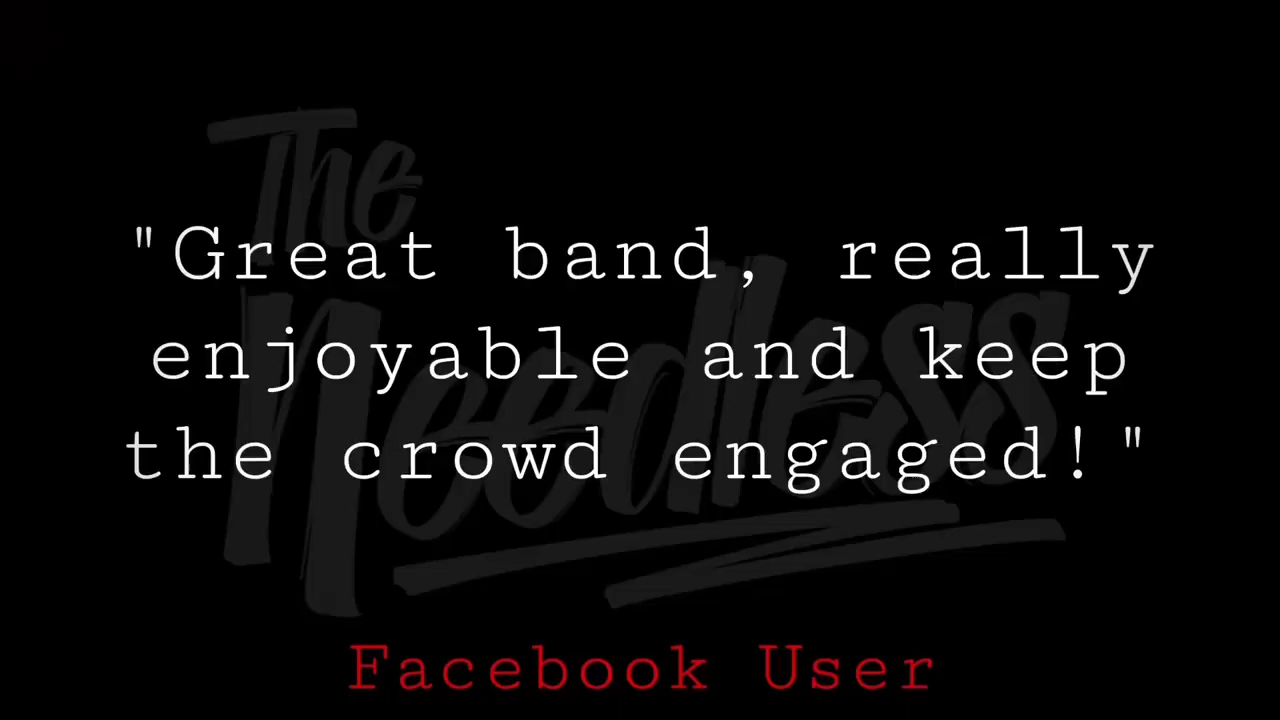 The
Needless
"Great band, really
enjoyable and keep
the crowd engaged!"
Facebook User